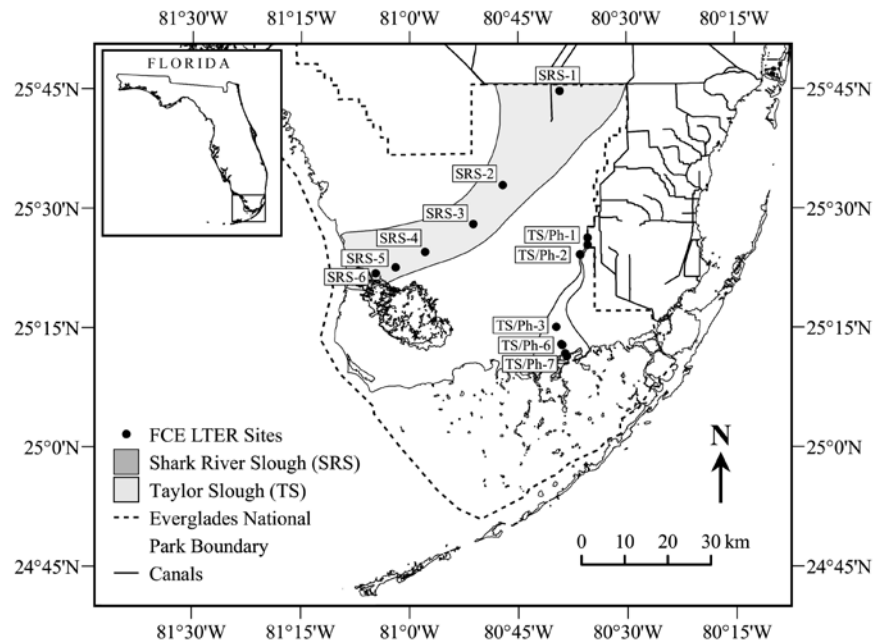 81°30'W 81°15'W 81°0'W 80°45'W 80°30'W 80°15'W
FLORIDA
25°45'N 25°45'N
25°30'N 25°30'N
25°15'N 25°15'N
25°0'N 25°0'N
24°45'N 24°45'N
SRS-1
SRS-2
SRS-3
SRS-4
SRS-5
SRS-6
TS/Ph-1
TS/Ph-2
TS/Ph-3
TS/Ph-6
TS/Ph-7
FCE LTER Sites
Shark River Slough (SRS)
Taylor Slough (TS)
Everglades National
Park Boundary
Canals
N
0 10 20 30 km
81°30'W 81°15'W 81°0'W 80°45'W 80°30'W 80°15'W